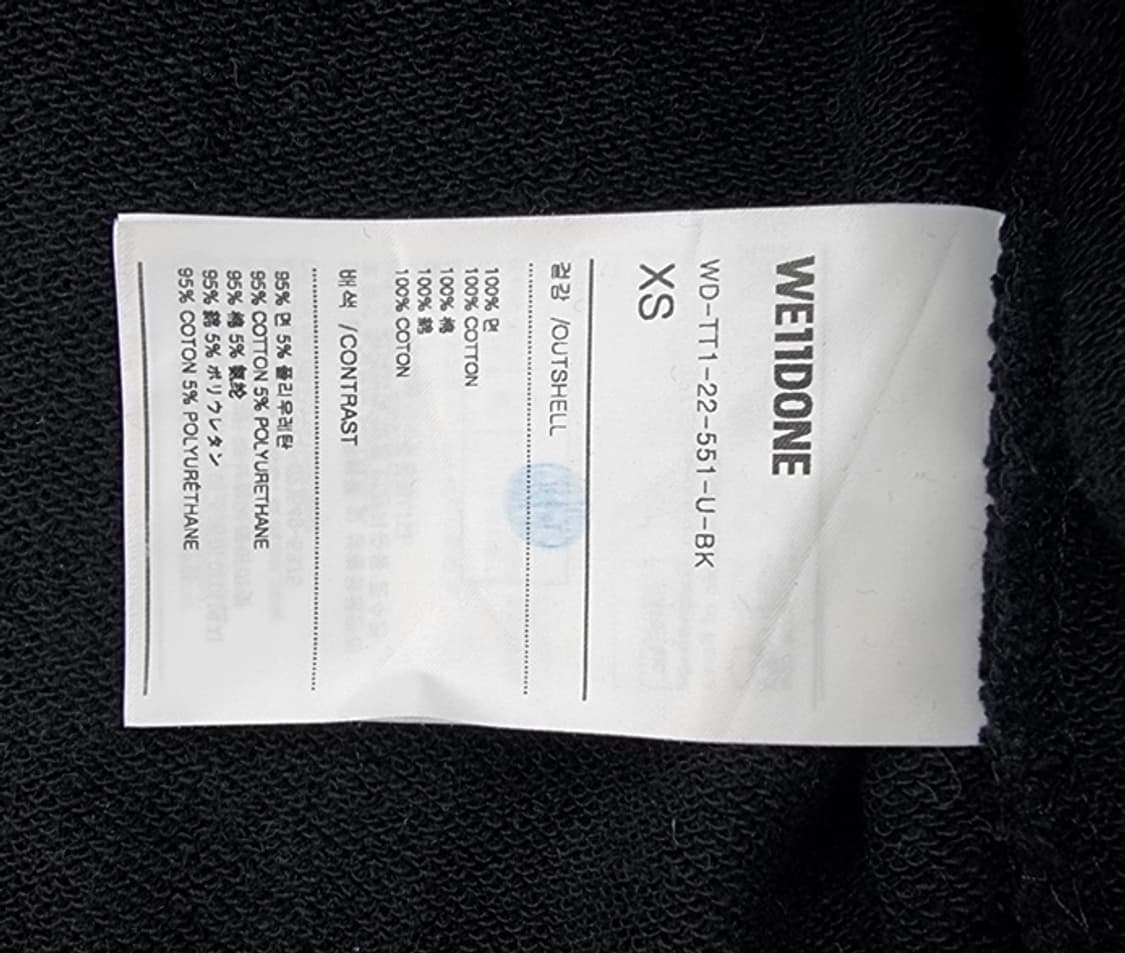 WE11DONE
WD-TT1-22-551-U-BK
XS
겉감 /OUTSHELL
100% 면
100% COTTON
100% 棉
100% 綿
100% COTON
배색 /CONTRAST
95% 면 5% 폴리우레탄
95% COTTON 5% POLYURETHANE
95% 棉 5% 氨纶
95% 綿 5% ポリウレタン
95% COTON 5% POLYURÉTHANE